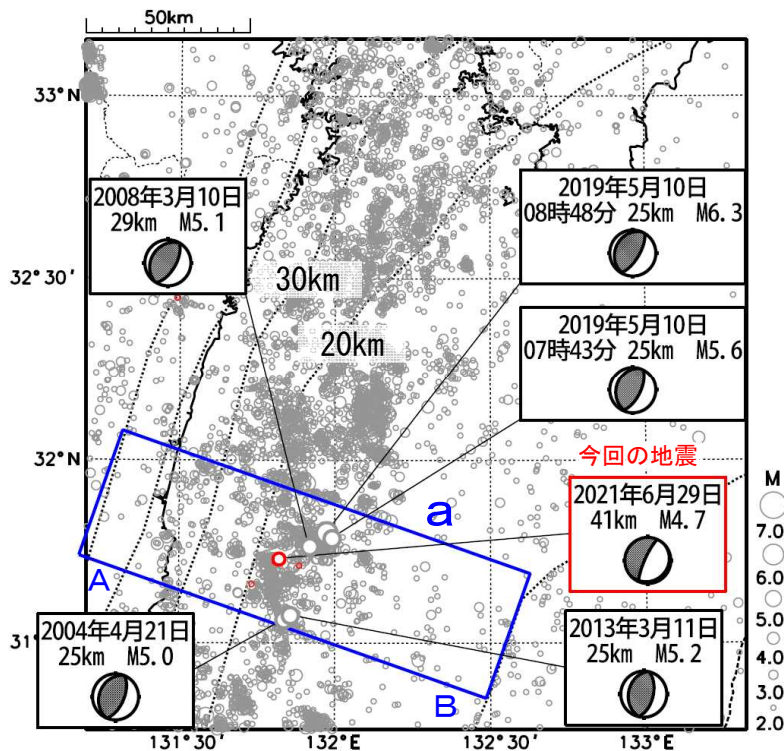 50km
33°N
2008年3月10日
29km M5.1
2019年5月10日
08時48分 25km M6.3
32°30′
30km
20km
2019年5月10日
07時43分 25km M5.6
32°N
今回の地震
2021年6月29日
41km M4.7
a
A
B
M
7.0
6.0
5.0
4.0
3.0
2.0
31°
2004年4月21日
25km M5.0
2013年3月11日
25km M5.2
131°30′
132°E
132°30′
133°E